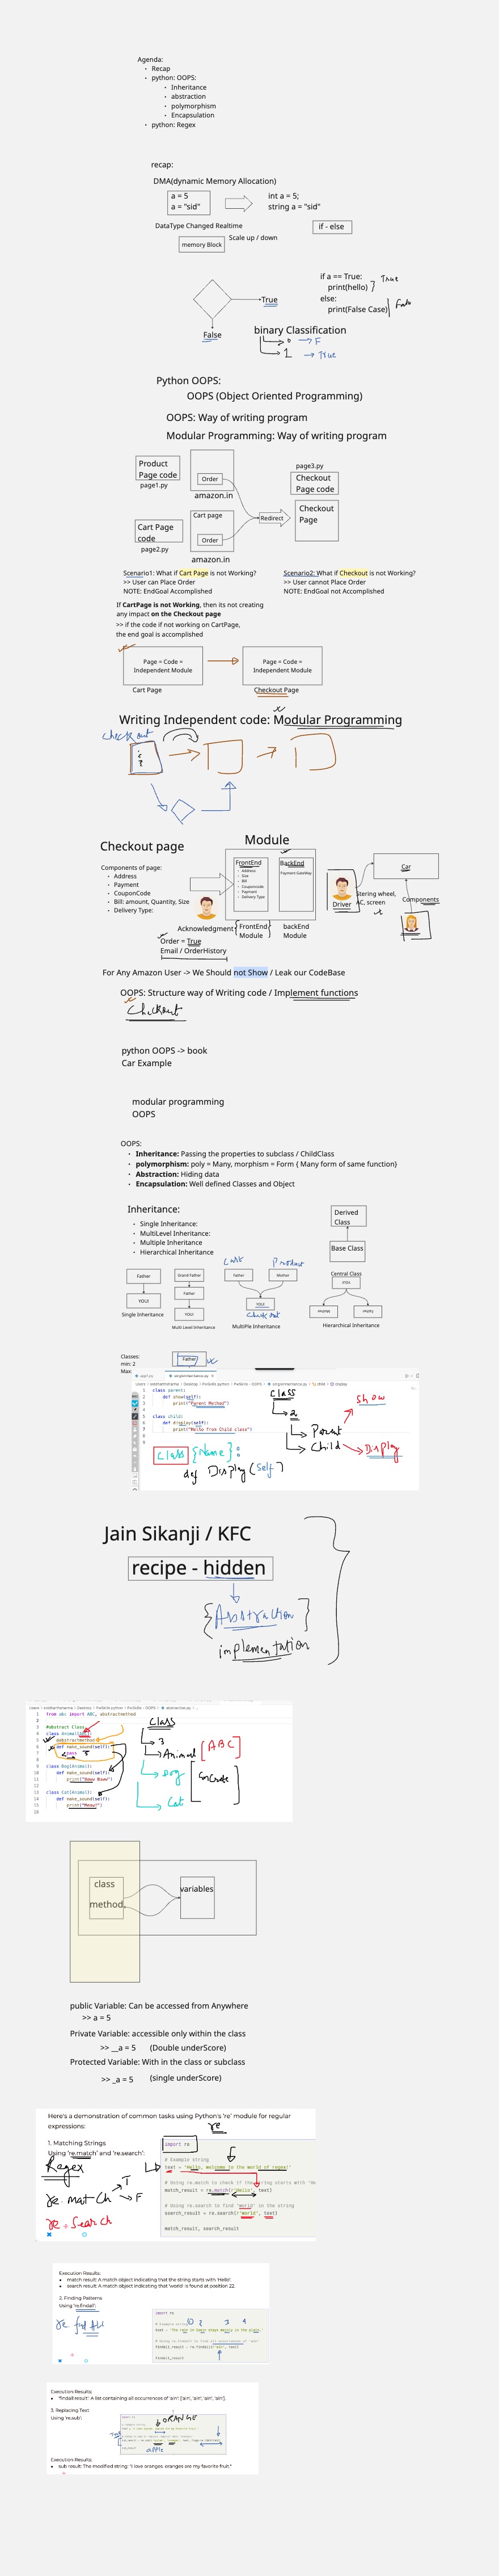 Agenda:
• Recap
• python: OOPS:
• Inheritance
• abstraction
• polymorphism
• Encapsulation
• python: Regex
recap:
DMA(dynamic Memory Allocation)
a = 5
a = "sid"
int a = 5;
string a = "sid"
DataType Changed Realtime
if - else
Scale up / down
memory Block
if a == True:
print(hello)
True
else:
print(False Case)
True
False
binary Classification
0 → F
1 → True
Python OOPS:
OOPS (Object Oriented Programming)
OOPS: Way of writing program
Modular Programming: Way of writing program
Product
Page code
page1.py
Order
amazon.in
page3.py
Checkout
Page code
Cart Page
code
page2.py
Cart page
Order
amazon.in
Redirect
Checkout
Page
Scenario1: What if Cart Page is not Working?
>> User can Place Order
NOTE: EndGoal Accomplished
Scenario2: What if Checkout is not Working?
>> User cannot Place Order
NOTE: EndGoal not Accomplished
If CartPage is not Working, then its not creating
any impact on the Checkout page
>> if the code if not working on CartPage,
the end goal is accomplished
Page = Code =
Independent Module
Cart Page
Page = Code =
Independent Module
Checkout Page
Writing Independent code: Modular Programming
Checkout
Checkout page
Module
Components of page:
• Address
• Payment
• CouponCode
• Bill: amount, Quantity, Size
• Delivery Type:
FrontEnd
• Address
• Size
• Bill
• Couponcode
• Payment
• Delivery Type
BackEnd
Payment GateWay
Car
Driver
Stering wheel,
AC, screen
Components
Acknowledgment
FrontEnd
Module
backEnd
Module
Order = True
Email / OrderHistory
For Any Amazon User -> We Should not Show / Leak our CodeBase
OOPS: Structure way of Writing code / Implement functions
Checkout
python OOPS -> book
Car Example
modular programming
OOPS
OOPS:
• Inheritance: Passing the properties to subclass / ChildClass
• polymorphism: poly = Many, morphism = Form { Many form of same function}
• Abstraction: Hiding data
• Encapsulation: Well defined Classes and Object
Inheritance:
• Single Inheritance:
• MultiLevel Inheritance:
• Multiple Inheritance
• Hierarchical Inheritance
Derived
Class
Base Class
Father
YOU!
Single Inheritance
Grand Father
Father
YOU!
Multi Level Inheritance
Product
Father
Mother
YOU!
Checkout
MultiPle Inheritance
Central Class
Hierarchical Inheritance
Classes:
min: 2
Max:
Father
class parent:
def show(self):
print("Parent Method")
class child:
def display(self):
print("Hello from Child class")
Class
2
Parent
Child
Show
Display
Class {Name}:
def Display(Self)
Jain Sikanji / KFC
recipe - hidden
{Abstraction}
implementation
from abc import ABC, abstractmethod
#abstract Class
class Animal(ABC):
@abstractmethod
def make_sound(self):
pass
class Dog(Animal):
def make_sound(self):
print("Baww Baww")
class Cat(Animal):
def make_sound(self):
print("Meaw!")
Class
3
Animal [ABC]
Dog
Cat
Concrete
class
method.
variables
public Variable: Can be accessed from Anywhere
>> a = 5
Private Variable: accessible only within the class
>> __a = 5 (Double underScore)
Protected Variable: With in the class or subclass
>> _a = 5 (single underScore)
Here's a demonstration of common tasks using Python's 're' module for regular
expressions:
re
1. Matching Strings
Using 're.match' and 're.search':
import re
# Example string
text = 'Hello, welcome to the world of regex!'
match_result = re.match(r'Hello', text)
# Using re.search to find 'world' in the string
search_result = re.search(r'world', text)
match_result, search_result
Regex
re.match
T
F
re.Search
Execution Results:
• match result: A match object indicating that the string starts with 'Hello'.
• search result: A match object indicating that 'world' is found at position 22.
2. Finding Patterns
Using 're.findall':
re findall
import re
# Example string
text = 'The rain in Spain stays mainly in the plain.'
findall_result = re.findall(r'ain', text)
findall_result
Execution Results:
• 'findall result': A list containing all occurrences of 'ain' ['ain', 'ain', 'ain', 'ain'].
3. Replacing Text
Using 're.sub':
ORANGE
apple
Execution Results:
• sub result: The modified string: "I love oranges. oranges are my favorite fruit."